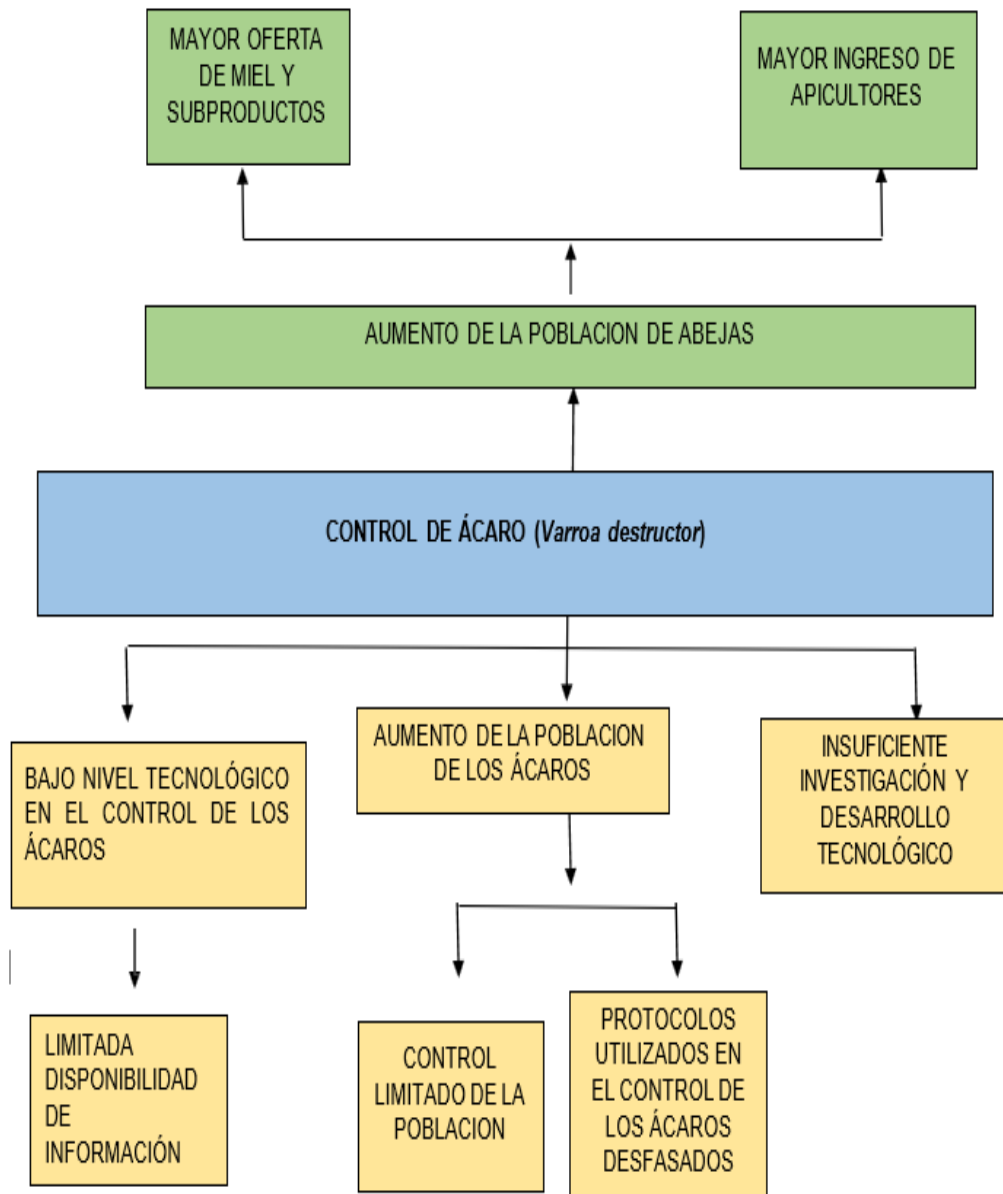 MAYOR OFERTA
DE MIEL Y
SUBPRODUCTOS
MAYOR INGRESO DE
APICULTORES
AUMENTO DE LA POBLACION DE ABEJAS
CONTROL DE ÁCARO (Varroa destructor)
BAJO NIVEL TECNOLÓGICO
EN EL CONTROL DE LOS
ÁCAROS
AUMENTO DE LA POBLACION
DE LOS ÁCAROS
INSUFICIENTE
INVESTIGACIÓN Y
DESARROLLO
TECNOLÓGICO
LIMITADA
DISPONIBILIDAD
DE
INFORMACIÓN
CONTROL
LIMITADO DE LA
POBLACION
PROTOCOLOS
UTILIZADOS EN
EL CONTROL DE
LOS ÁCAROS
DESFASADOS